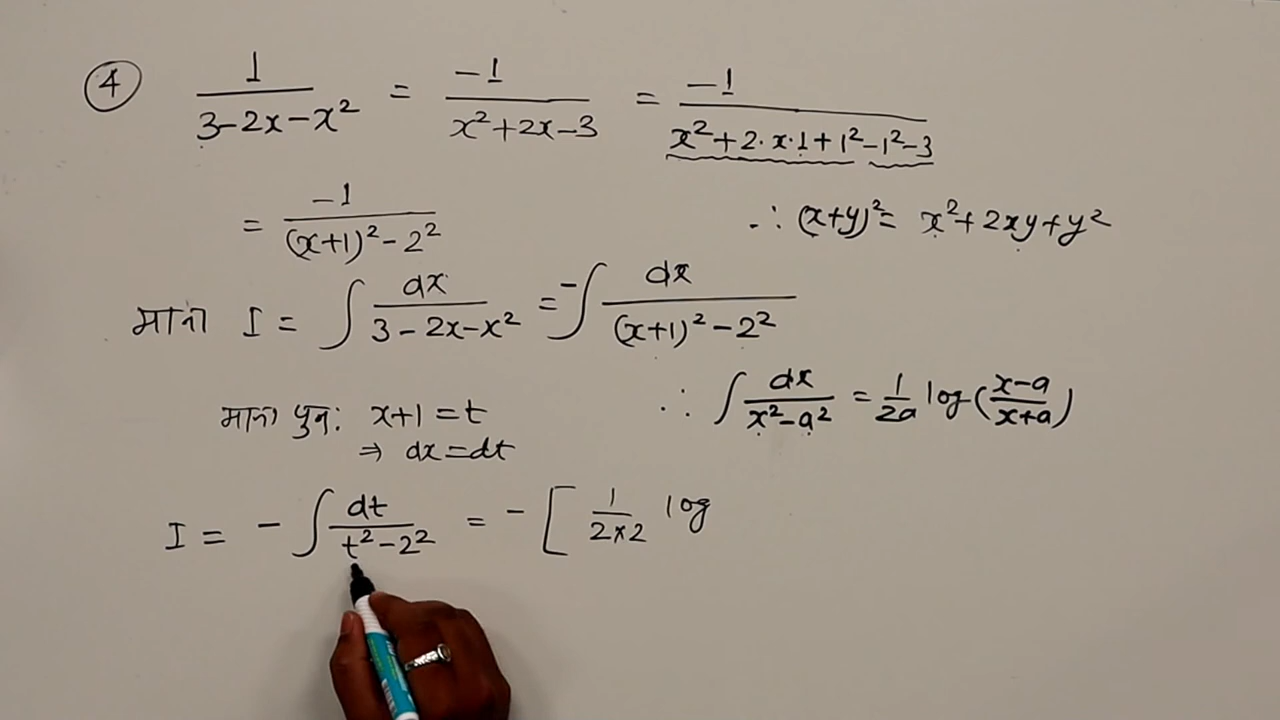 ④ 1/(3-2x-x²) = -1/(x²+2x-3) = -1/(x²+2·x·1+1²-1²-3)
= -1/((x+1)²-2²) ∴ (x+y)² = x²+2xy+y²
माना I = ∫ dx/(3-2x-x²) = -∫ dx/((x+1)²-2²)
∴ ∫ dx/(x²-a²) = 1/2a log(x-a/x+a)
माना पुनः x+1=t
⇒ dx=dt
I = -∫ dt/(t²-2²) = -[ 1/(2×2) log